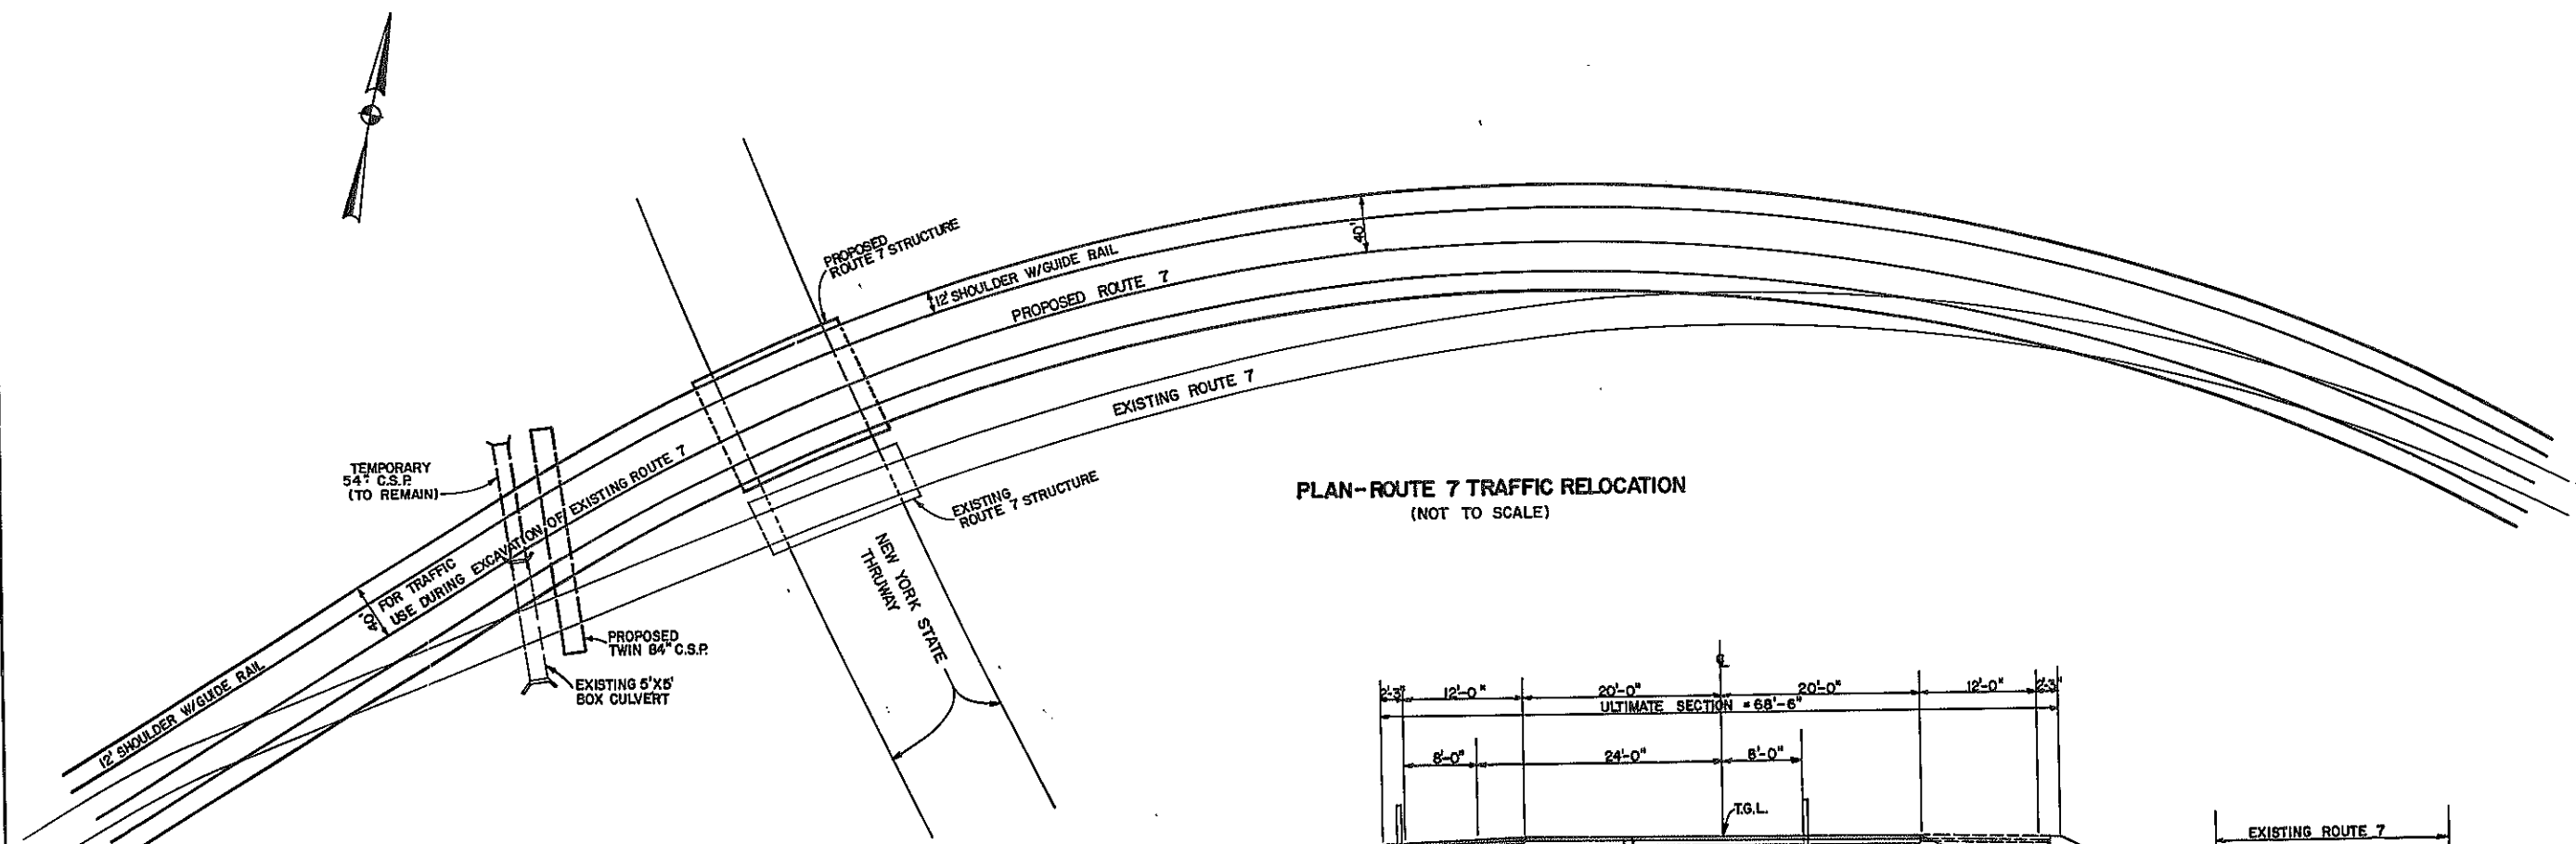 PROPOSED
ROUTE 7 STRUCTURE
12' SHOULDER W/GUIDE RAIL
40'
PROPOSED ROUTE 7
EXISTING ROUTE 7
TEMPORARY
54" C.S.P.
(TO REMAIN)
FOR TRAFFIC
USE DURING EXCAVATION OF EXISTING ROUTE 7
40'
EXISTING
ROUTE 7 STRUCTURE
PLAN-ROUTE 7 TRAFFIC RELOCATION
(NOT TO SCALE)
NEW YORK STATE
THRUWAY
PROPOSED
TWIN 84" C.S.P.
EXISTING 5'X5'
BOX CULVERT
12' SHOULDER W/GUIDE RAIL
℄
2'-3" 12'-0" 20'-0" 20'-0" 12'-0" 2'-3"
ULTIMATE SECTION = 68'-6"
8'-0" 24'-0" 8'-0"
T.G.L.
EXISTING ROUTE 7